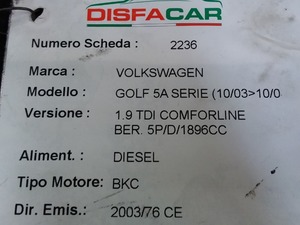 DISFACAR
Numero Scheda : 2236
Marca : VOLKSWAGEN
Modello : GOLF 5A SERIE (10/03>10/0
Versione : 1.9 TDI COMFORLINE
BER. 5P/D/1896CC
Aliment. : DIESEL
Tipo Motore: BKC
Dir. Emis.: 2003/76 CE